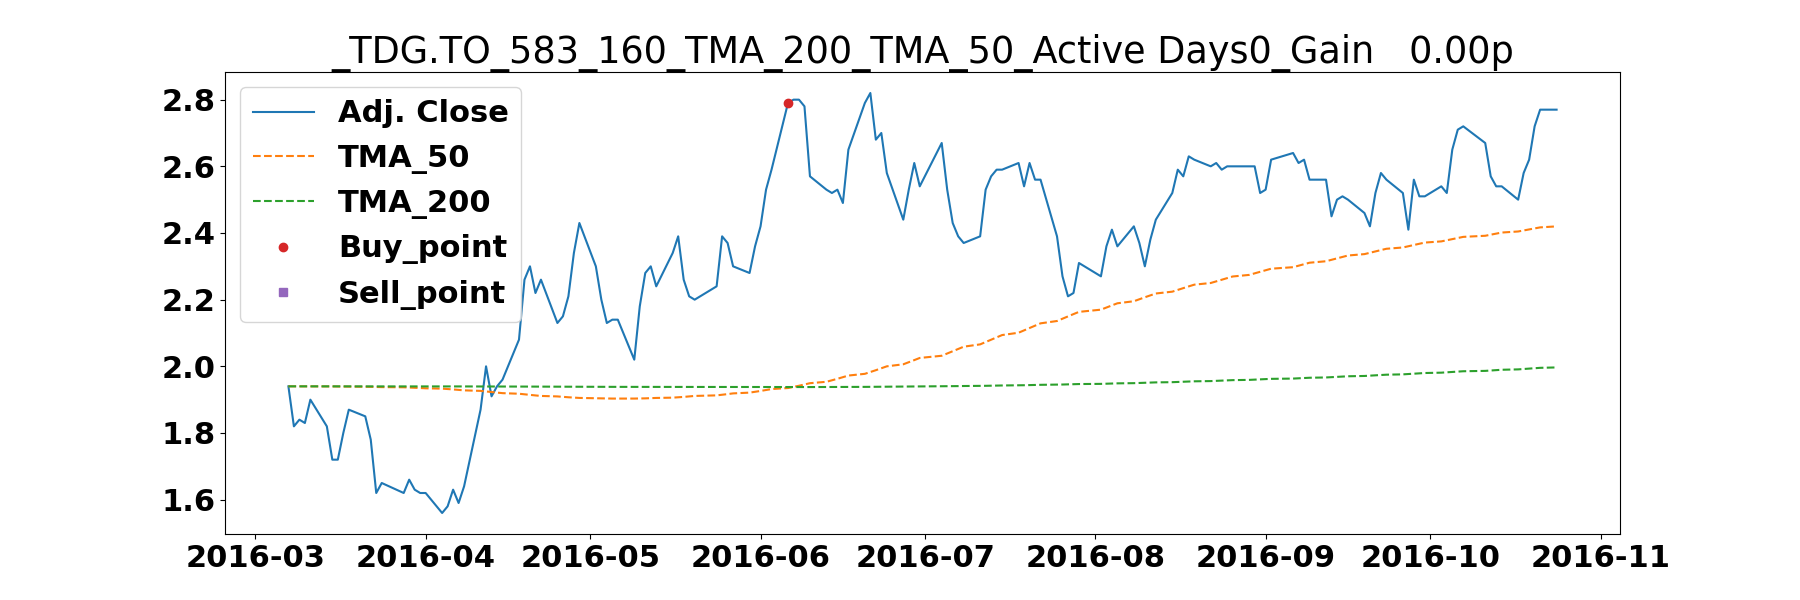 _TDG.TO_583_160_TMA_200_TMA_50_Active Days0_Gain   0.00p
2.8
2.6
2.4
2.2
2.0
1.8
1.6
Adj. Close
TMA_50
TMA_200
Buy_point
Sell_point
2016-03 2016-04 2016-05 2016-06 2016-07 2016-08 2016-09 2016-10 2016-11